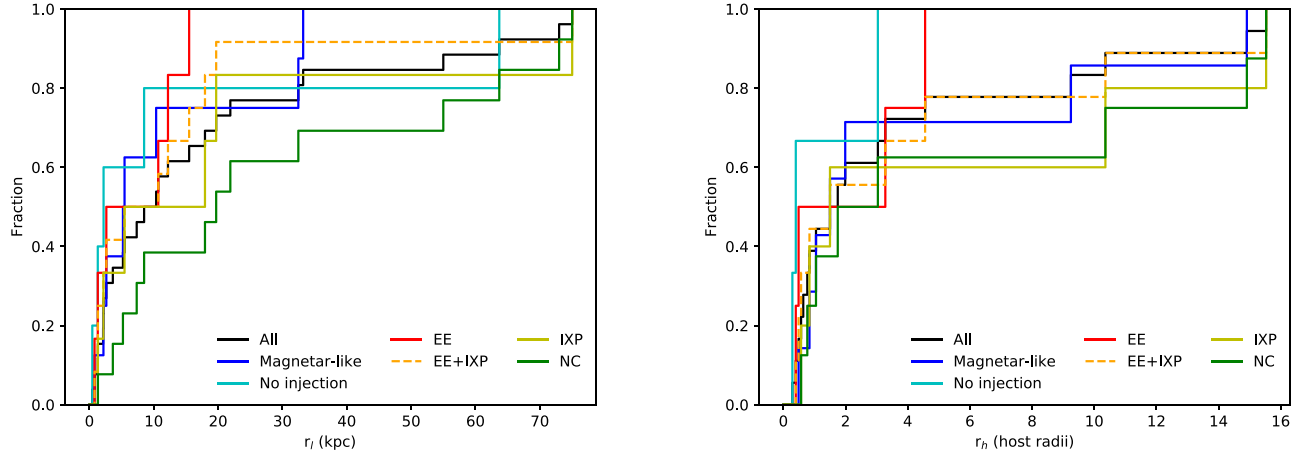 1.0
0.8
0.6
0.4
0.2
0.0
Fraction
0 10 20 30 40 50 60 70
r_l (kpc)
All EE IXP
Magnetar-like EE+IXP NC
No injection
1.0
0.8
0.6
0.4
0.2
0.0
Fraction
0 2 4 6 8 10 12 14 16
r_h (host radii)
All EE IXP
Magnetar-like EE+IXP NC
No injection